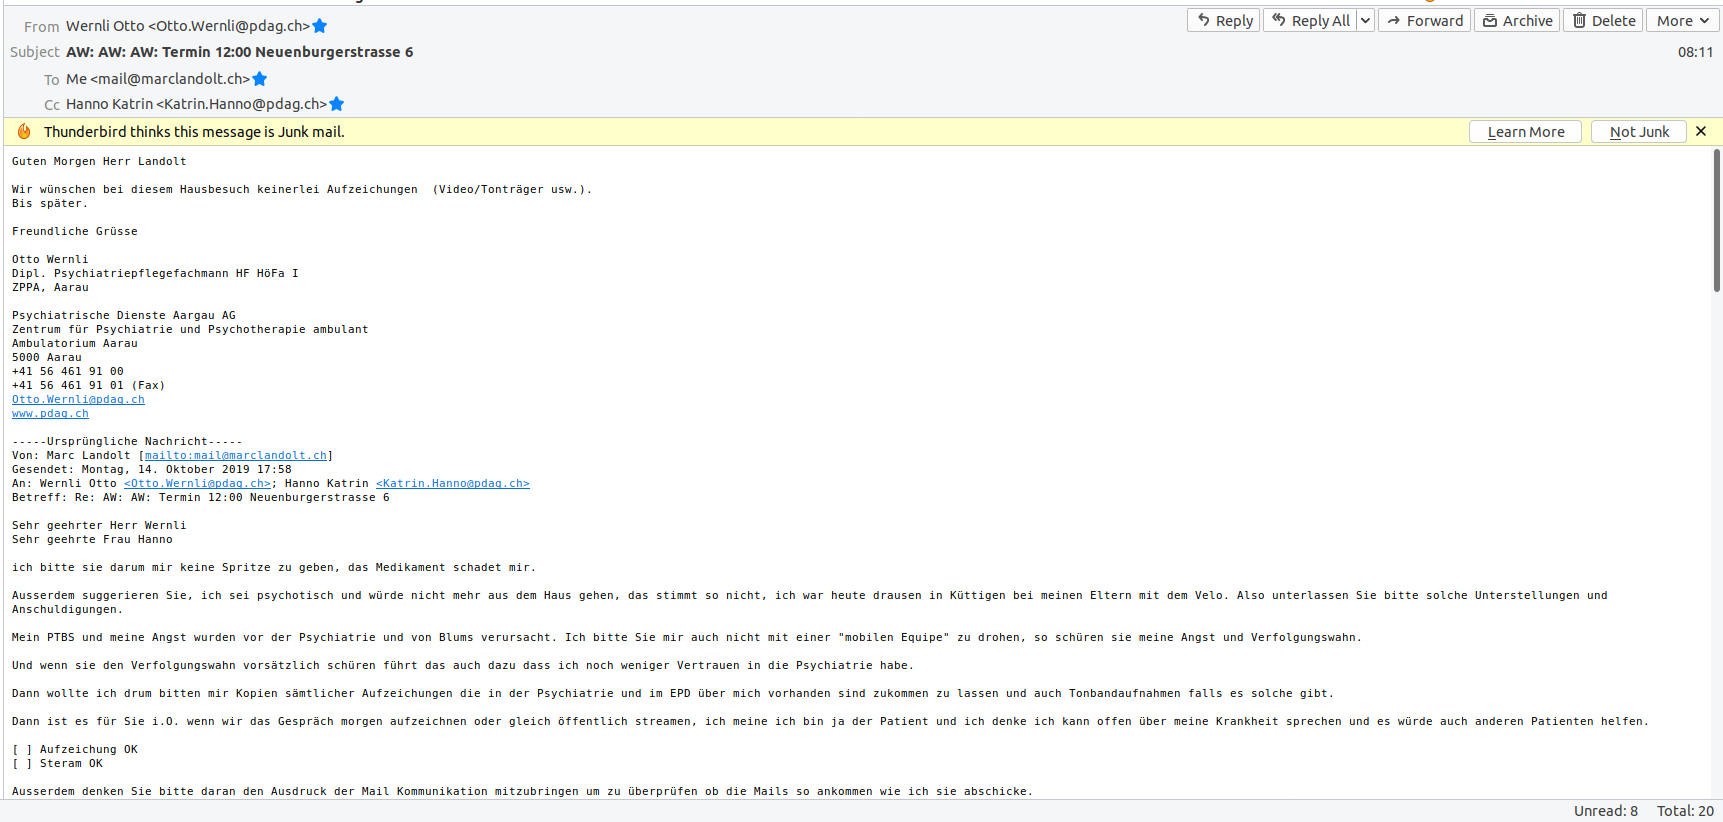 From Wernli Otto <Otto.Wernli@pdag.ch>
Reply Reply All Forward Archive Delete More
Subject AW: AW: AW: Termin 12:00 Neuenburgerstrasse 6 08:11
To Me <mail@marclandolt.ch>
Cc Hanno Katrin <Katrin.Hanno@pdag.ch>
Thunderbird thinks this message is Junk mail. Learn More Not Junk
Guten Morgen Herr Landolt
Wir wünschen bei diesem Hausbesuch keinerlei Aufzeichungen (Video/Tonträger usw.).
Bis später.
Freundliche Grüsse
Otto Wernli
Dipl. Psychiatriepflegefachmann HF HöFa I
ZPPA, Aarau
Psychiatrische Dienste Aargau AG
Zentrum für Psychiatrie und Psychotherapie ambulant
Ambulatorium Aarau
5000 Aarau
+41 56 461 91 00
+41 56 461 91 01 (Fax)
Otto.Wernli@pdag.ch
www.pdag.ch
-----Ursprüngliche Nachricht-----
Von: Marc Landolt [mailto:mail@marclandolt.ch]
Gesendet: Montag, 14. Oktober 2019 17:58
An: Wernli Otto <Otto.Wernli@pdag.ch>; Hanno Katrin <Katrin.Hanno@pdag.ch>
Betreff: Re: AW: AW: Termin 12:00 Neuenburgerstrasse 6
Sehr geehrter Herr Wernli
Sehr geehrte Frau Hanno
ich bitte sie darum mir keine Spritze zu geben, das Medikament schadet mir.
Ausserdem suggerieren Sie, ich sei psychotisch und würde nicht mehr aus dem Haus gehen, das stimmt so nicht, ich war heute drausen in Küttigen bei meinen Eltern mit dem Velo. Also unterlassen Sie bitte solche Unterstellungen und
Anschuldigungen.
Mein PTBS und meine Angst wurden vor der Psychiatrie und von Blums verursacht. Ich bitte Sie mir auch nicht mit einer "mobilen Equipe" zu drohen, so schüren sie meine Angst und Verfolgungswahn.
Und wenn sie den Verfolgungswahn vorsätzlich schüren führt das auch dazu dass ich noch weniger Vertrauen in die Psychiatrie habe.
Dann wollte ich drum bitten mir Kopien sämtlicher Aufzeichungen die in der Psychiatrie und im EPD über mich vorhanden sind zukommen zu lassen und auch Tonbandaufnahmen falls es solche gibt.
Dann ist es für Sie i.O. wenn wir das Gespräch morgen aufzeichnen oder gleich öffentlich streamen, ich meine ich bin ja der Patient und ich denke ich kann offen über meine Krankheit sprechen und es würde auch anderen Patienten helfen.
[ ] Aufzeichung OK
[ ] Steram OK
Ausserdem denken Sie bitte daran den Ausdruck der Mail Kommunikation mitzubringen um zu überprüfen ob die Mails so ankommen wie ich sie abschicke.
Unread: 8 Total: 20